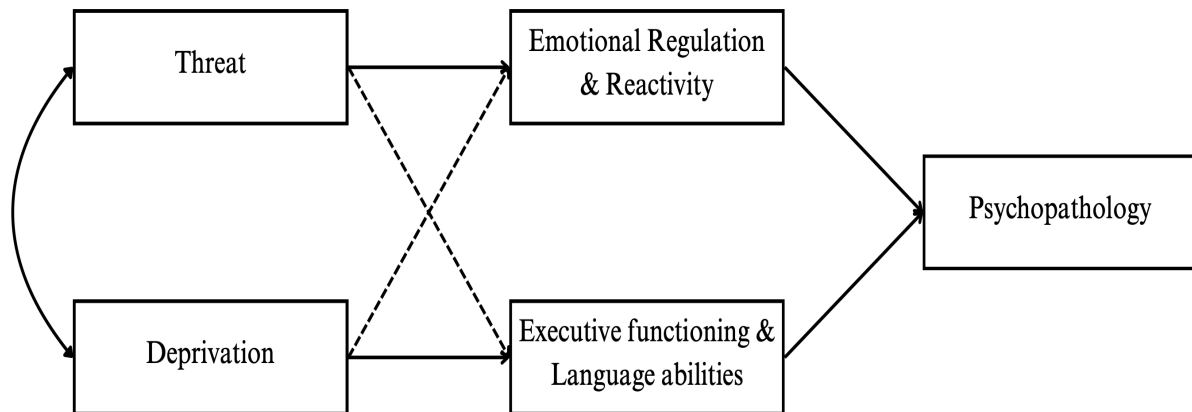 Threat
Emotional Regulation
& Reactivity
Psychopathology
Deprivation
Executive functioning &
Language abilities